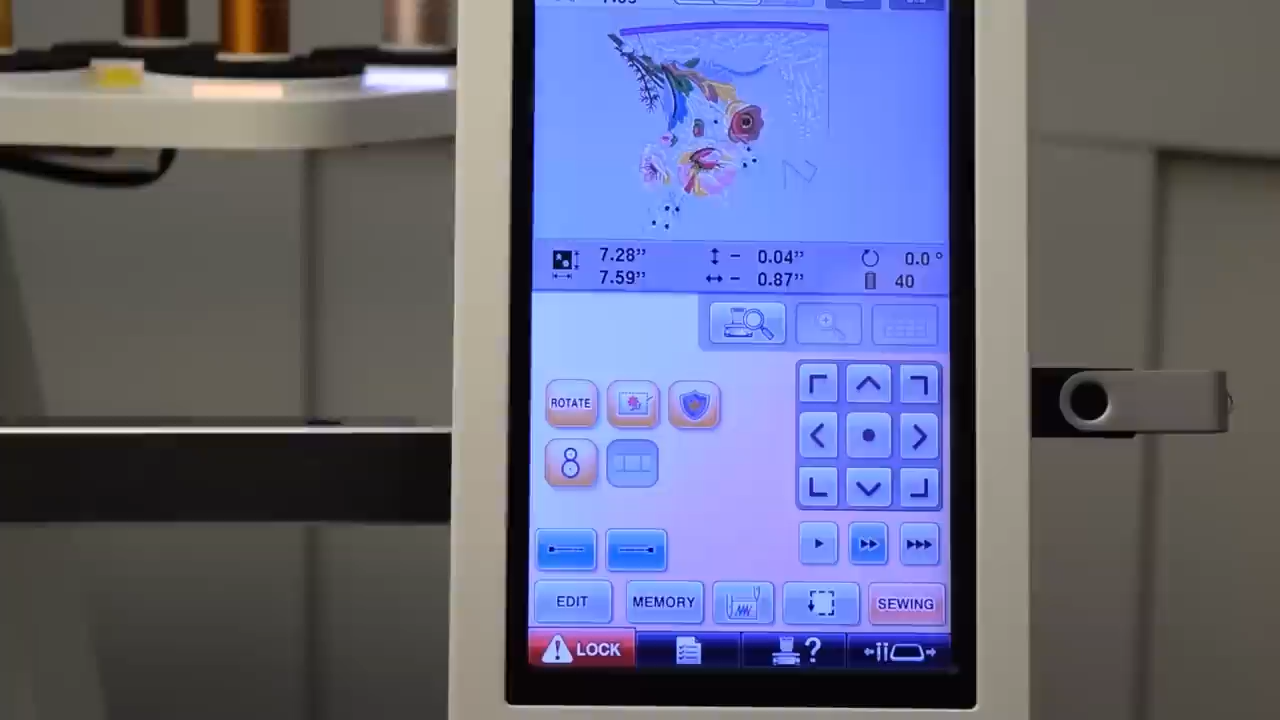 7.28” − 0.04” 0.0 °
7.59” − 0.87” 40
ROTATE
8
EDIT MEMORY SEWING
LOCK ?